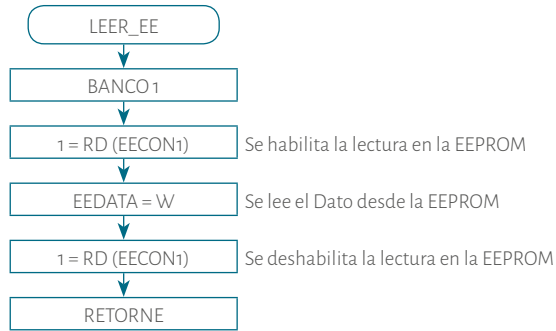 LEER_EE
BANCO 1
1 = RD (EECON1) Se habilita la lectura en la EEPROM
EEDATA = W Se lee el Dato desde la EEPROM
1 = RD (EECON1) Se deshabilita la lectura en la EEPROM
RETORNE